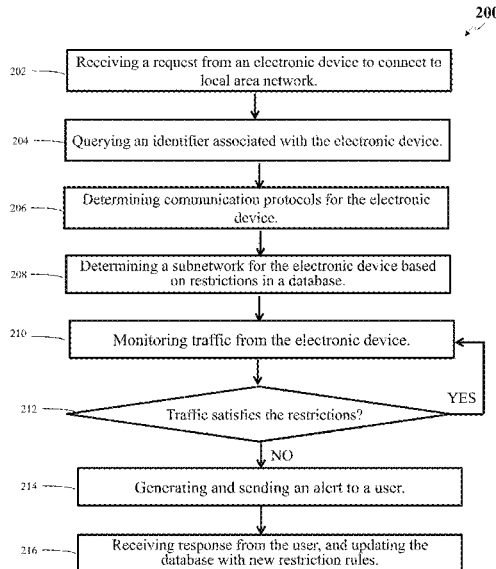 200
202
Receiving a request from an electronic device to connect to
local area network.
204
Querying an identifier associated with the electronic device.
206
Determining communication protocols for the electronic
device.
208
Determining a subnetwork for the electronic device based
on restrictions in a database.
210
Monitoring traffic from the electronic device.
YES
212
Traffic satisfies the restrictions?
NO
214
Generating and sending an alert to a user.
216
Receiving response from the user, and updating the
database with new restriction rules.